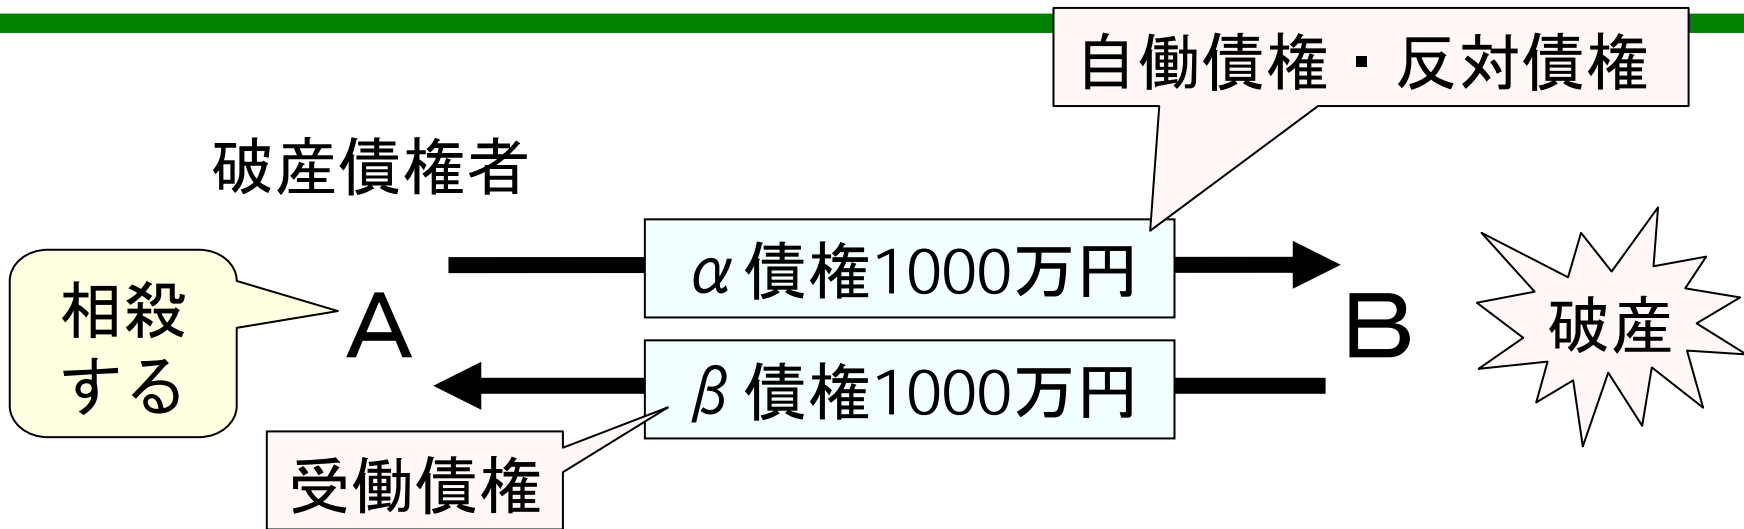 自働債権・反対債権
破産債権者
α債権1000万円
相殺
する
A
B
破産
β債権1000万円
受働債権